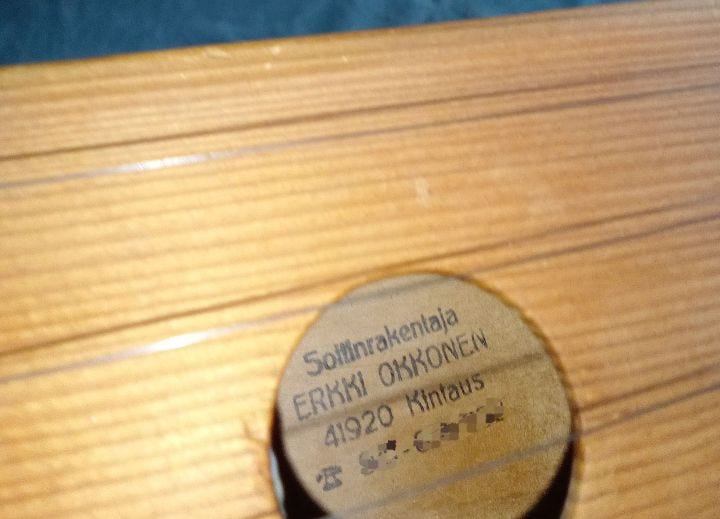 Soitinrakentaja
ERKKI OKKONEN
41920 Kintaus
☎